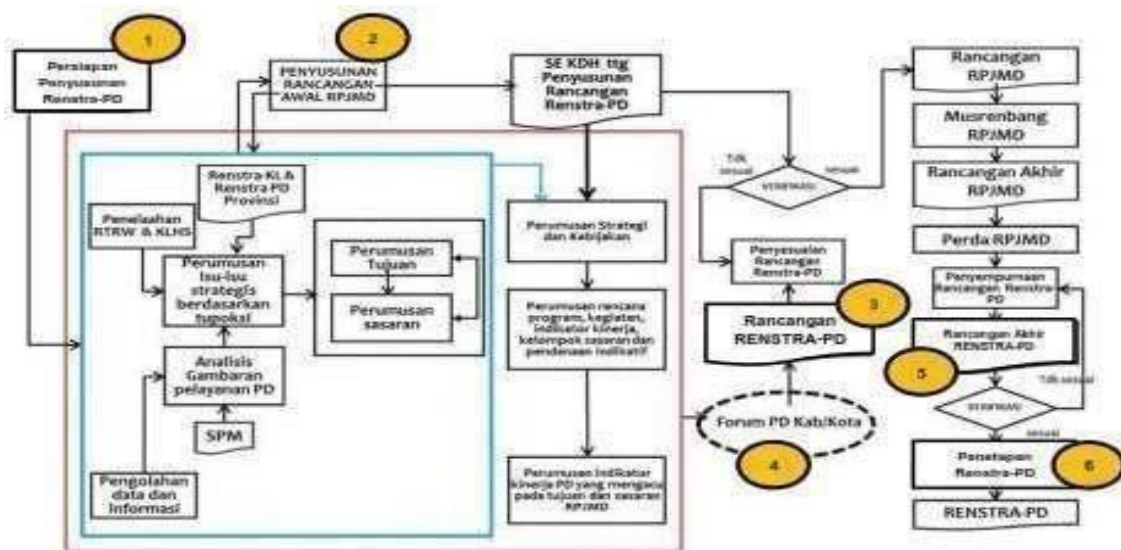 1
Persiapan
Penyusunan
Renstra-PD
2
PENYUSUNAN
RANCANGAN
AWAL RPJMD
SE KDH ttg
Penyusunan
Rancangan
Renstra-PD
Renstra-KL &
Renstra-PD
Provinsi
Penelaahan
RTRW & KLHS
Perumusan
Isu-isu
strategis
berdasarkan
tupoksi
Analisis
Gambaran
pelayanan PD
SPM
Pengolahan
data dan
informasi
Perumusan
Tujuan
Perumusan
sasaran
Perumusan Strategi
dan Kebijakan
Perumusan rencana
program, kegiatan,
indikator kinerja,
kelompok sasaran dan
pendanaan indikatif
Perumusan Indikator
kinerja PD yang mengacu
pada tujuan dan sasaran
RPJMD
Tdk
sesuai
VERIFIKASI
sesuai
Penyesuaian
Rancangan
Renstra-PD
3
Rancangan
RENSTRA-PD
Forum PD Kab/Kota
4
Rancangan
RPJMD
Musrenbang
RPJMD
Rancangan Akhir
RPJMD
Perda RPJMD
Penyempurnaan
Rancangan Renstra-
PD
Rancangan Akhir
RENSTRA-PD
5
Tdk sesuai
VERIFIKASI
sesuai
Penetapan
Renstra-PD
6
RENSTRA-PD